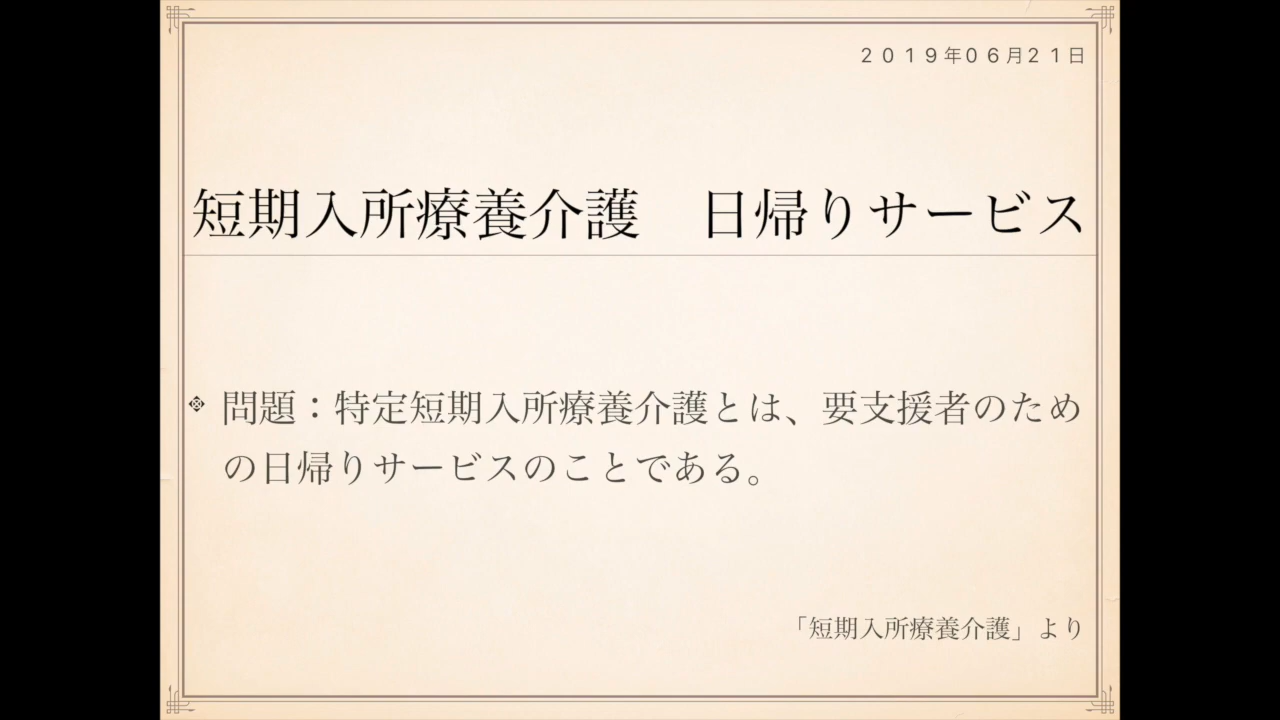 ２０１９年０６月２１日
短期入所療養介護　日帰りサービス
問題：特定短期入所療養介護とは、要支援者のため
の日帰りサービスのことである。
「短期入所療養介護」より